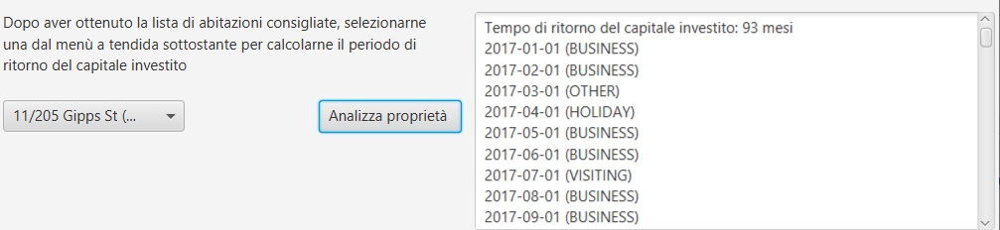 Dopo aver ottenuto la lista di abitazioni consigliate, selezionarne
una dal menù a tendida sottostante per calcolarne il periodo di
ritorno del capitale investito
11/205 Gipps St (...
Analizza proprietà
Tempo di ritorno del capitale investito: 93 mesi
2017-01-01 (BUSINESS)
2017-02-01 (BUSINESS)
2017-03-01 (OTHER)
2017-04-01 (HOLIDAY)
2017-05-01 (BUSINESS)
2017-06-01 (BUSINESS)
2017-07-01 (VISITING)
2017-08-01 (BUSINESS)
2017-09-01 (BUSINESS)